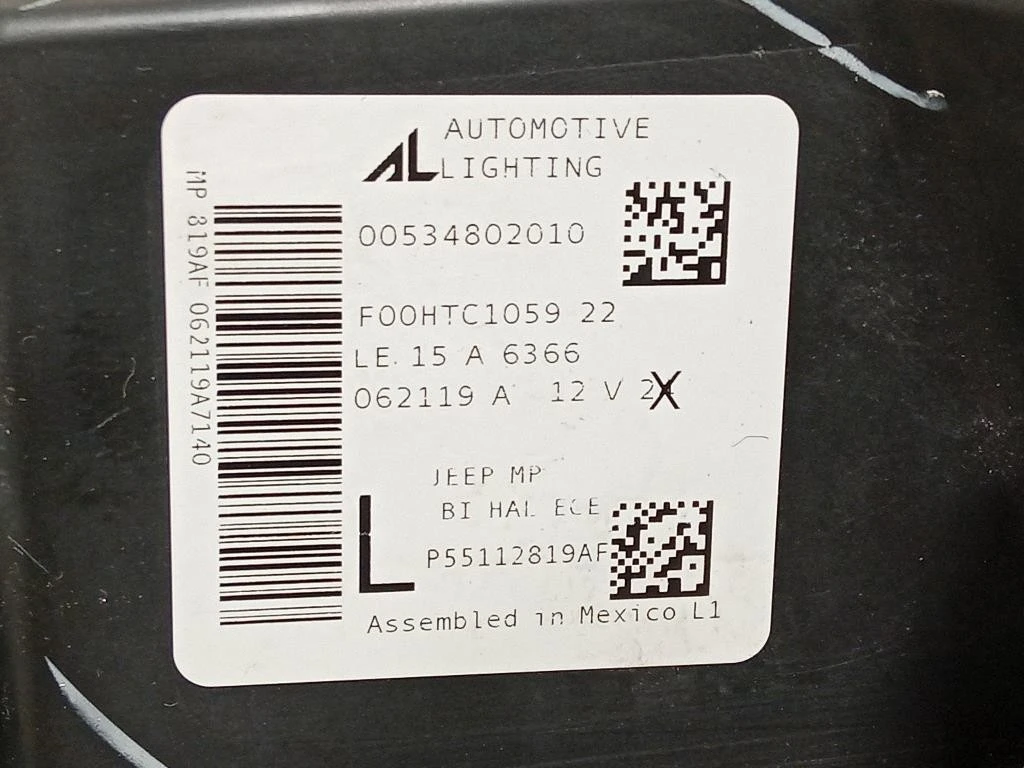 AL AUTOMOTIVE
LIGHTING
00534802010
F00HTC1059 22
LE 15 A 6366
062119 A 12 V 2X
JEEP MP
BI HAL ECE
L P55112819AF
Assembled in Mexico L1
MP 819AF 062119A7140